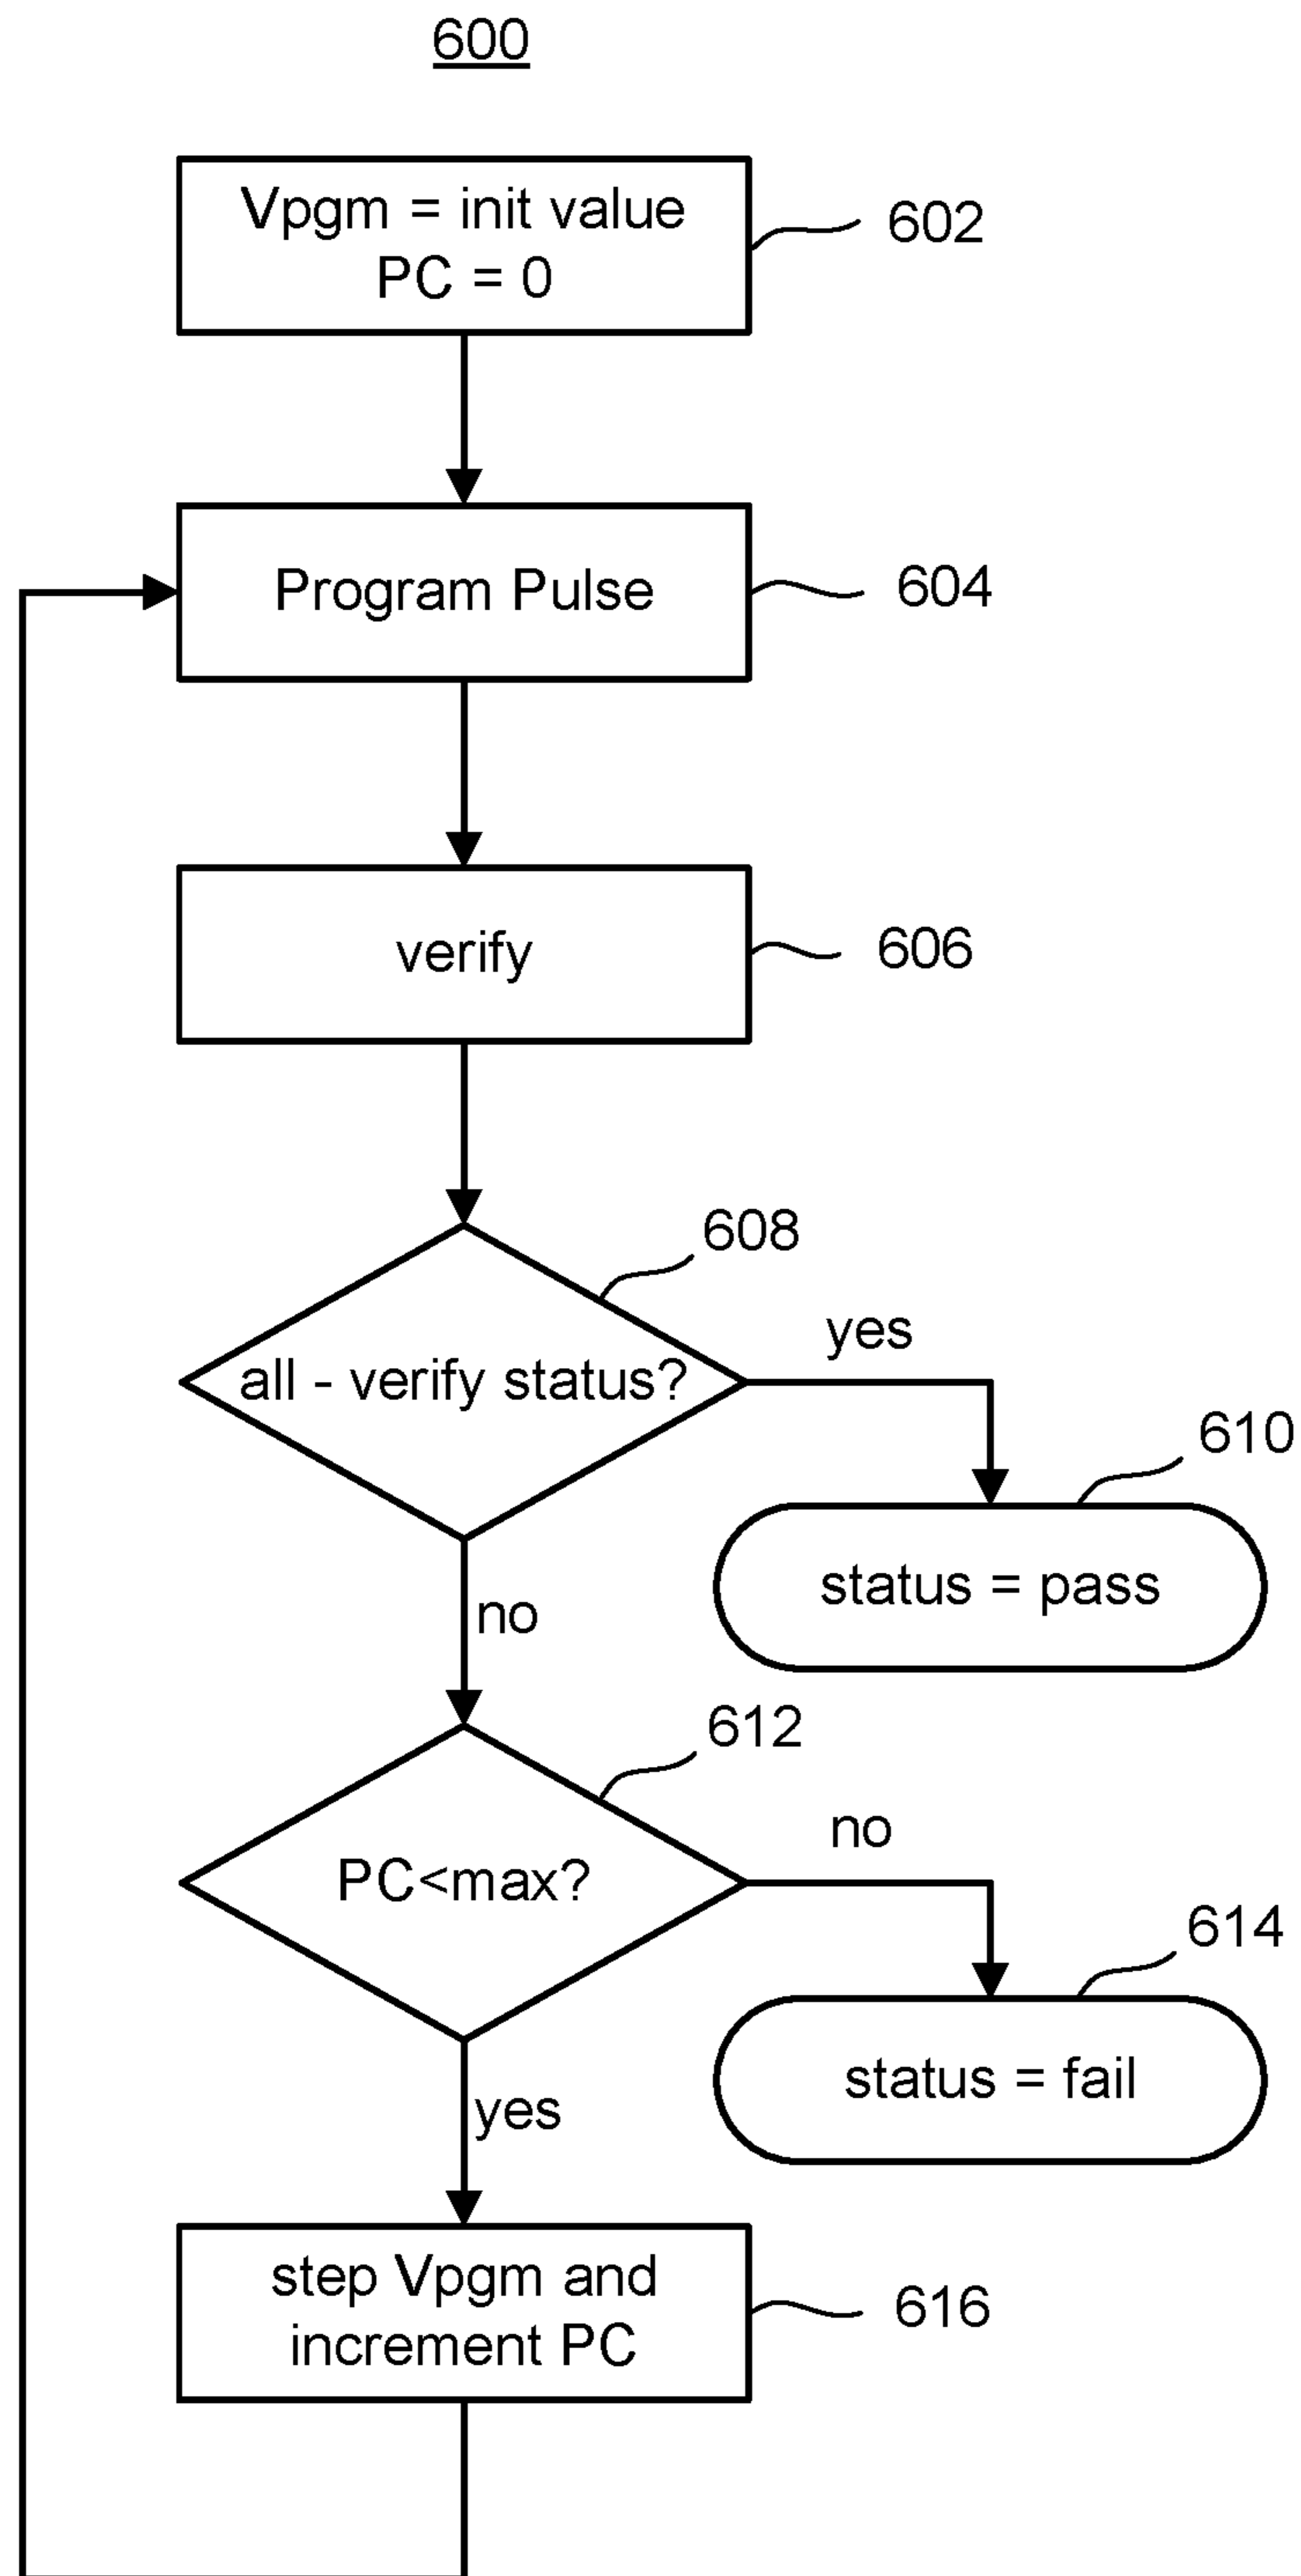 600
Vpgm = init value
PC = 0
602
Program Pulse
604
verify
606
608
all - verify status?
yes
610
status = pass
no
612
PC<max?
no
614
status = fail
yes
step Vpgm and
increment PC
616